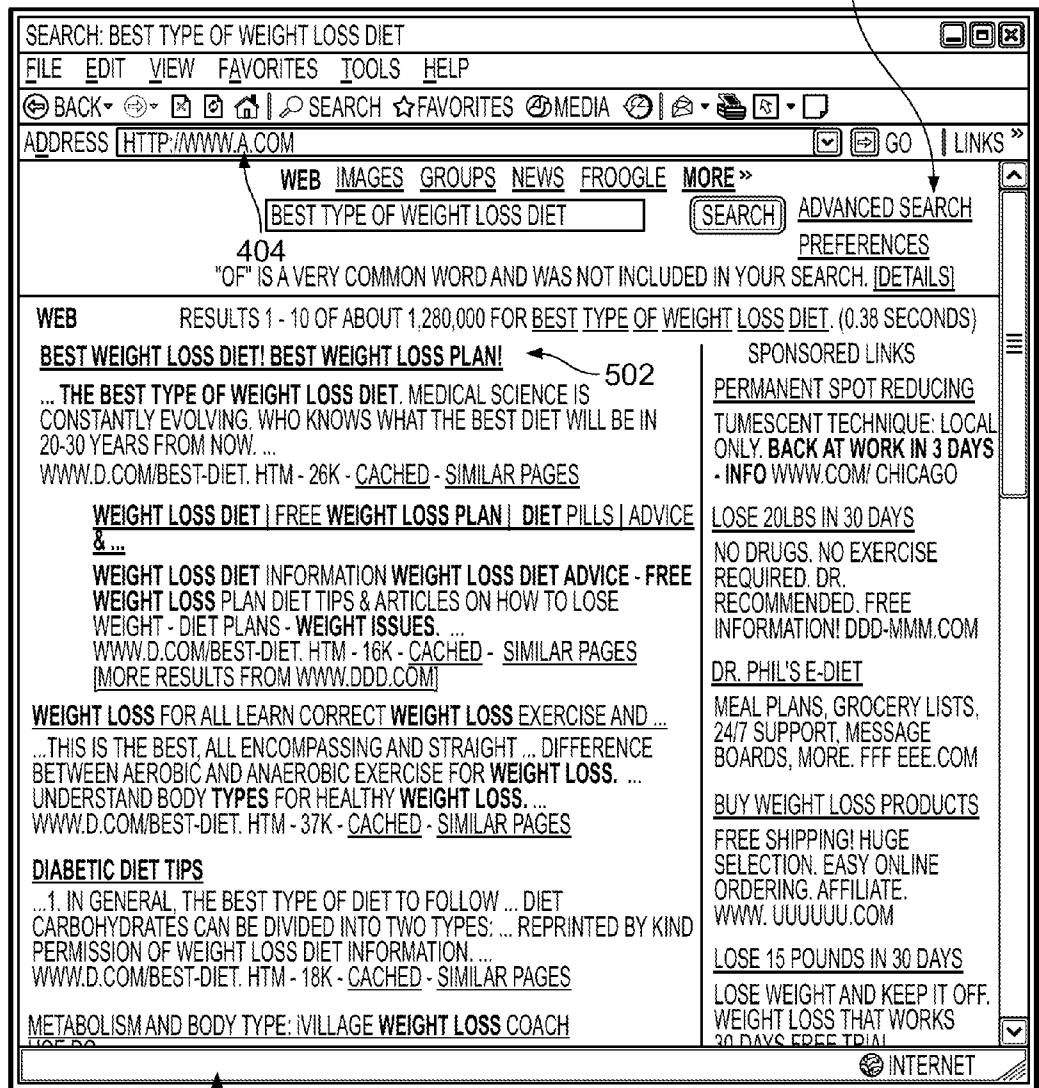 SEARCH: BEST TYPE OF WEIGHT LOSS DIET
FILE EDIT VIEW FAVORITES TOOLS HELP
BACK SEARCH FAVORITES MEDIA
ADDRESS HTTP://WWW.A.COM GO LINKS »
WEB IMAGES GROUPS NEWS FROOGLE MORE »
BEST TYPE OF WEIGHT LOSS DIET SEARCH ADVANCED SEARCH
PREFERENCES
404
"OF" IS A VERY COMMON WORD AND WAS NOT INCLUDED IN YOUR SEARCH. [DETAILS]
WEB RESULTS 1 - 10 OF ABOUT 1,280,000 FOR BEST TYPE OF WEIGHT LOSS DIET. (0.38 SECONDS)
BEST WEIGHT LOSS DIET! BEST WEIGHT LOSS PLAN!
502
... THE BEST TYPE OF WEIGHT LOSS DIET. MEDICAL SCIENCE IS
CONSTANTLY EVOLVING. WHO KNOWS WHAT THE BEST DIET WILL BE IN
20-30 YEARS FROM NOW. ...
WWW.D.COM/BEST-DIET. HTM - 26K - CACHED - SIMILAR PAGES
WEIGHT LOSS DIET | FREE WEIGHT LOSS PLAN | DIET PILLS | ADVICE
& ...
WEIGHT LOSS DIET INFORMATION WEIGHT LOSS DIET ADVICE - FREE
WEIGHT LOSS PLAN DIET TIPS & ARTICLES ON HOW TO LOSE
WEIGHT - DIET PLANS - WEIGHT ISSUES. ...
WWW.D.COM/BEST-DIET. HTM - 16K - CACHED - SIMILAR PAGES
[MORE RESULTS FROM WWW.DDD.COM]
WEIGHT LOSS FOR ALL LEARN CORRECT WEIGHT LOSS EXERCISE AND ...
...THIS IS THE BEST, ALL ENCOMPASSING AND STRAIGHT ... DIFFERENCE
BETWEEN AEROBIC AND ANAEROBIC EXERCISE FOR WEIGHT LOSS. ...
UNDERSTAND BODY TYPES FOR HEALTHY WEIGHT LOSS. ...
WWW.D.COM/BEST-DIET. HTM - 37K - CACHED - SIMILAR PAGES
DIABETIC DIET TIPS
...1. IN GENERAL, THE BEST TYPE OF DIET TO FOLLOW ... DIET
CARBOHYDRATES CAN BE DIVIDED INTO TWO TYPES: ... REPRINTED BY KIND
PERMISSION OF WEIGHT LOSS DIET INFORMATION. ...
WWW.D.COM/BEST-DIET. HTM - 18K - CACHED - SIMILAR PAGES
METABOLISM AND BODY TYPE: iVILLAGE WEIGHT LOSS COACH
SPONSORED LINKS
PERMANENT SPOT REDUCING
TUMESCENT TECHNIQUE: LOCAL
ONLY. BACK AT WORK IN 3 DAYS
- INFO WWW.COM/ CHICAGO
LOSE 20LBS IN 30 DAYS
NO DRUGS. NO EXERCISE
REQUIRED. DR.
RECOMMENDED. FREE
INFORMATION! DDD-MMM.COM
DR. PHIL'S E-DIET
MEAL PLANS, GROCERY LISTS,
24/7 SUPPORT, MESSAGE
BOARDS, MORE. FFF EEE.COM
BUY WEIGHT LOSS PRODUCTS
FREE SHIPPING! HUGE
SELECTION. EASY ONLINE
ORDERING. AFFILIATE.
WWW. UUUUUU.COM
LOSE 15 POUNDS IN 30 DAYS
LOSE WEIGHT AND KEEP IT OFF.
WEIGHT LOSS THAT WORKS
30 DAYS FREE TRIAL
INTERNET